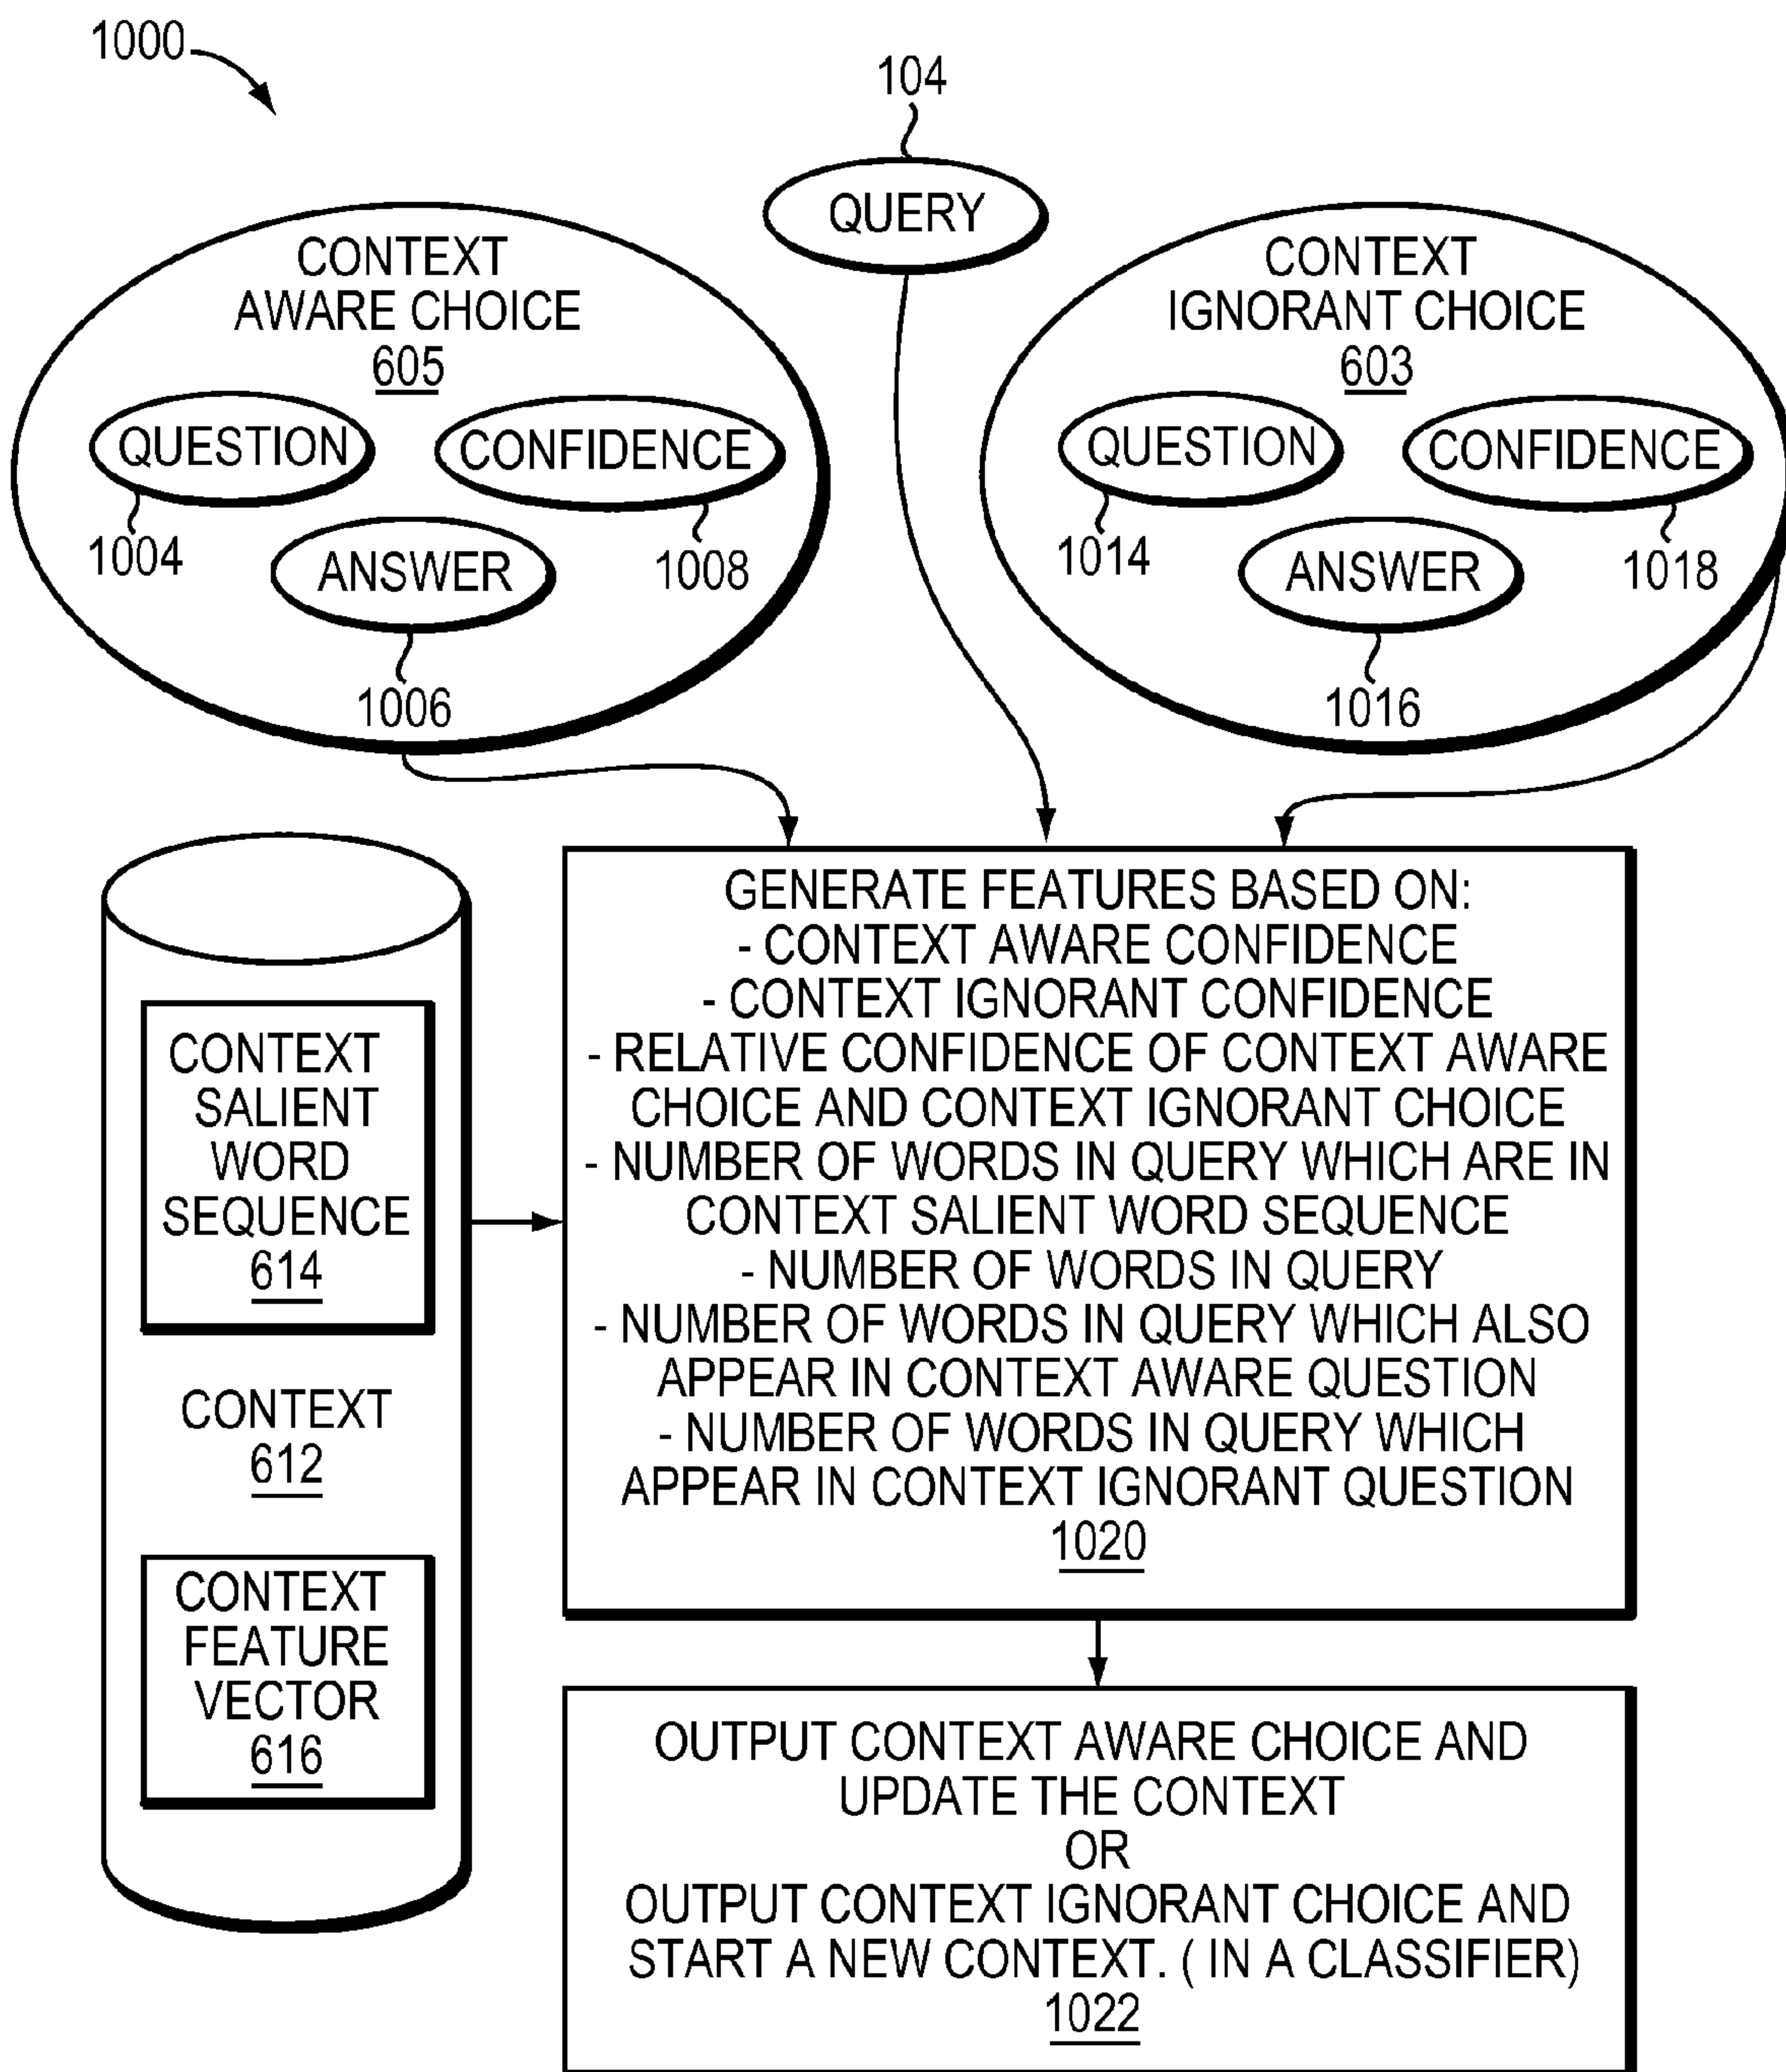 1000
104
QUERY
CONTEXT
AWARE CHOICE
605
QUESTION
CONFIDENCE
1004
ANSWER
1008
1006
CONTEXT
IGNORANT CHOICE
603
QUESTION
CONFIDENCE
1014
ANSWER
1018
1016
CONTEXT
SALIENT
WORD
SEQUENCE
614
CONTEXT
612
CONTEXT
FEATURE
VECTOR
616
GENERATE FEATURES BASED ON:
- CONTEXT AWARE CONFIDENCE
- CONTEXT IGNORANT CONFIDENCE
- RELATIVE CONFIDENCE OF CONTEXT AWARE
CHOICE AND CONTEXT IGNORANT CHOICE
- NUMBER OF WORDS IN QUERY WHICH ARE IN
CONTEXT SALIENT WORD SEQUENCE
- NUMBER OF WORDS IN QUERY
- NUMBER OF WORDS IN QUERY WHICH ALSO
APPEAR IN CONTEXT AWARE QUESTION
- NUMBER OF WORDS IN QUERY WHICH
APPEAR IN CONTEXT IGNORANT QUESTION
1020
OUTPUT CONTEXT AWARE CHOICE AND
UPDATE THE CONTEXT
OR
OUTPUT CONTEXT IGNORANT CHOICE AND
START A NEW CONTEXT. ( IN A CLASSIFIER)
1022